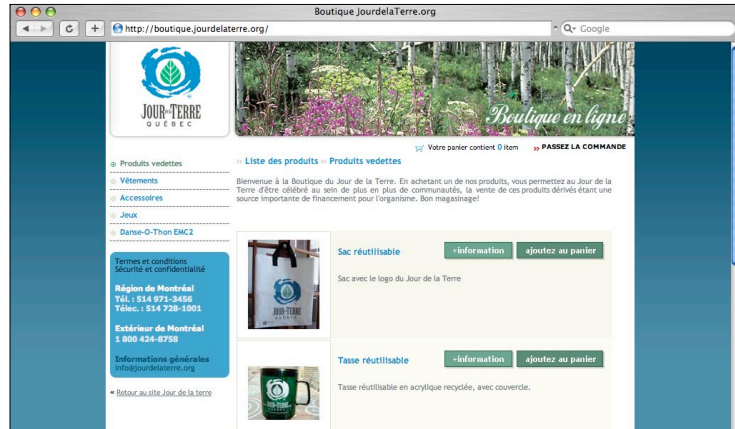 Boutique JourdelaTerre.org
http://boutique.jourdelaterre.org/
Google
JOUR DE LA TERRE
QUÉBEC
Boutique en ligne
Votre panier contient 0 item
» PASSEZ LA COMMANDE
Produits vedettes
Vêtements
Accessoires
Jeux
Danse-O-Thon EMC2
Termes et conditions
Sécurité et confidentialité
Région de Montréal
Tél. : 514 971-3456
Téléc. : 514 728-1001
Extérieur de Montréal
1 800 424-8758
Informations générales
info@jourdelaterre.org
« Retour au site Jour de la terre
» Liste des produits » Produits vedettes
Bienvenue à la Boutique du Jour de la Terre. En achetant un de nos produits, vous permettez au Jour de la
Terre d'être célébré au sein de plus en plus de communautés, la vente de ces produits dérivés étant une
source importante de financement pour l'organisme. Bon magasinage!
JOUR DE LA TERRE
QUÉBEC
Sac réutilisable
+information
ajoutez au panier
Sac avec le logo du Jour de la Terre
Tasse réutilisable
+information
ajoutez au panier
Tasse réutilisable en acrylique recyclée, avec couvercle.